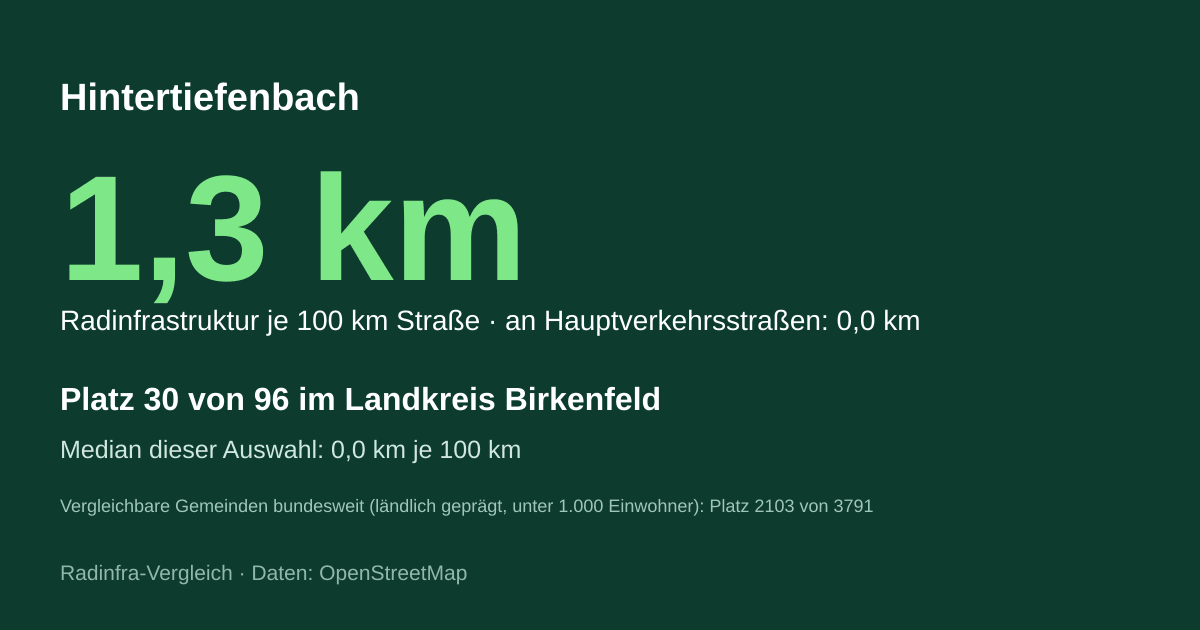 Hintertiefenbach
1,3 km
Radinfrastruktur je 100 km Straße · an Hauptverkehrsstraßen: 0,0 km
Platz 30 von 96 im Landkreis Birkenfeld
Median dieser Auswahl: 0,0 km je 100 km
Vergleichbare Gemeinden bundesweit (ländlich geprägt, unter 1.000 Einwohner): Platz 2103 von 3791
Radinfra-Vergleich · Daten: OpenStreetMap